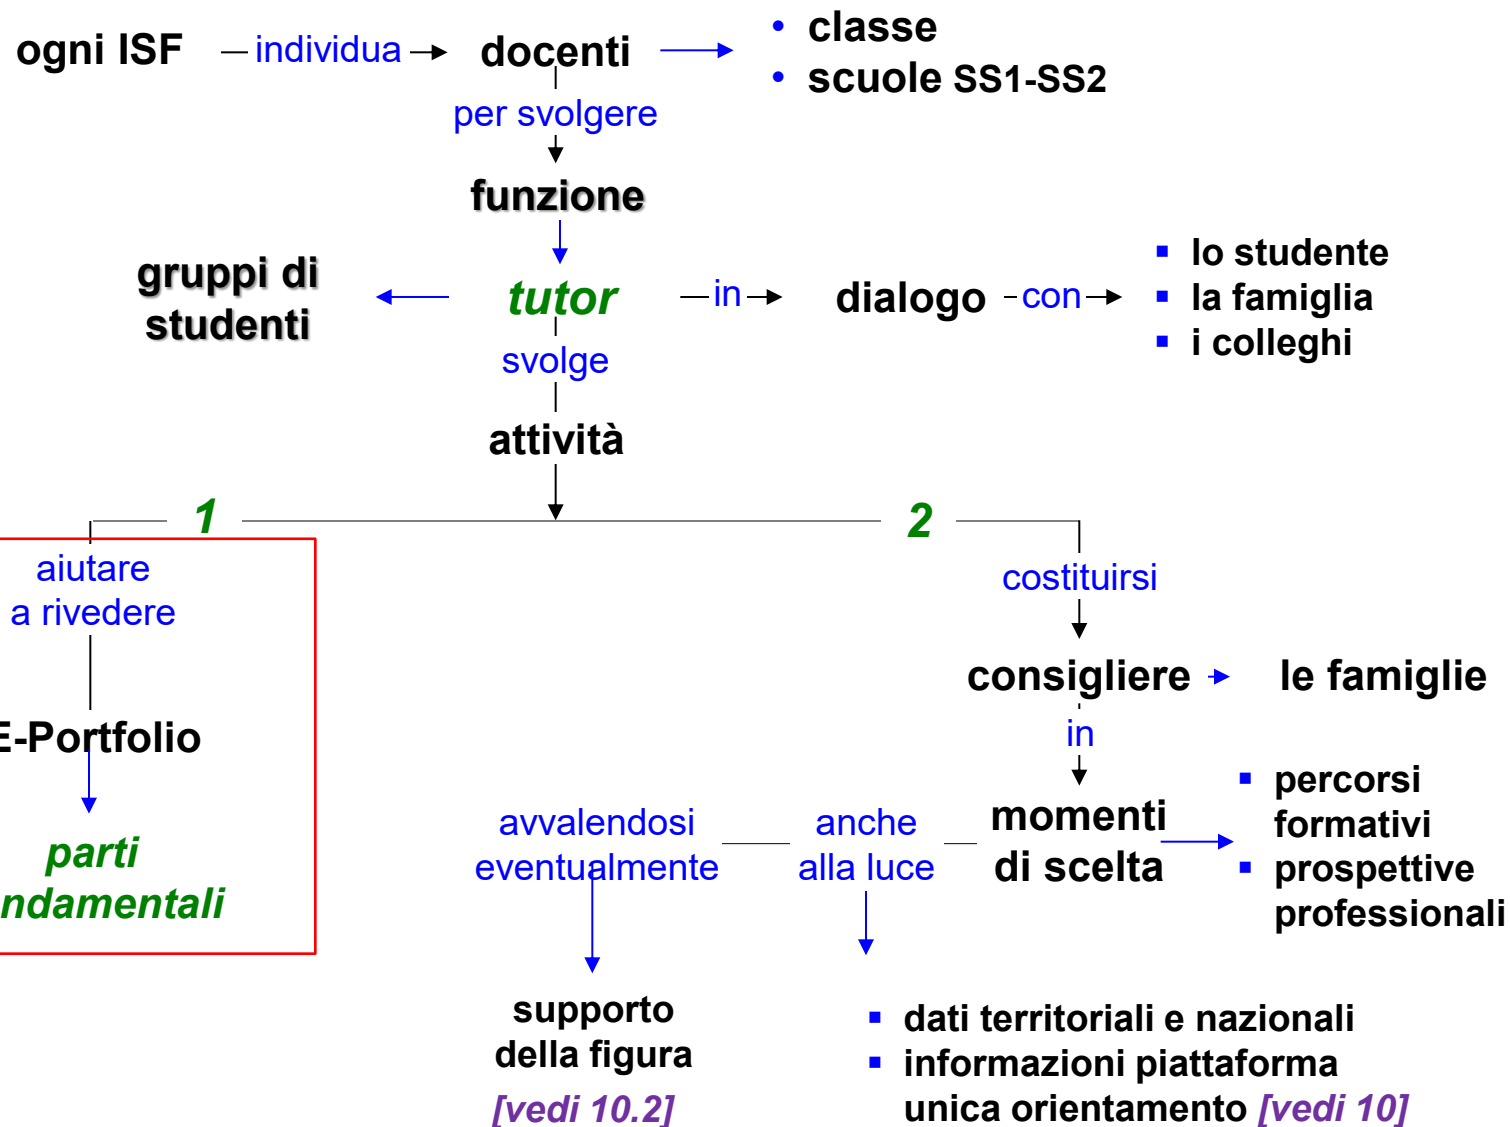 ogni ISF individua docenti
• classe
• scuole SS1-SS2
per svolgere
funzione
gruppi di
studenti
tutor in dialogo con
▪ lo studente
▪ la famiglia
▪ i colleghi
svolge
attività
1
2
aiutare
a rivedere
E-Portfolio
parti
ndamentali
costituirsi
consigliere le famiglie
in
momenti
di scelta
▪ percorsi
formativi
▪ prospettive
professionali
anche
alla luce
avvalendosi
eventualmente
supporto
della figura
[vedi 10.2]
▪ dati territoriali e nazionali
▪ informazioni piattaforma
unica orientamento [vedi 10]